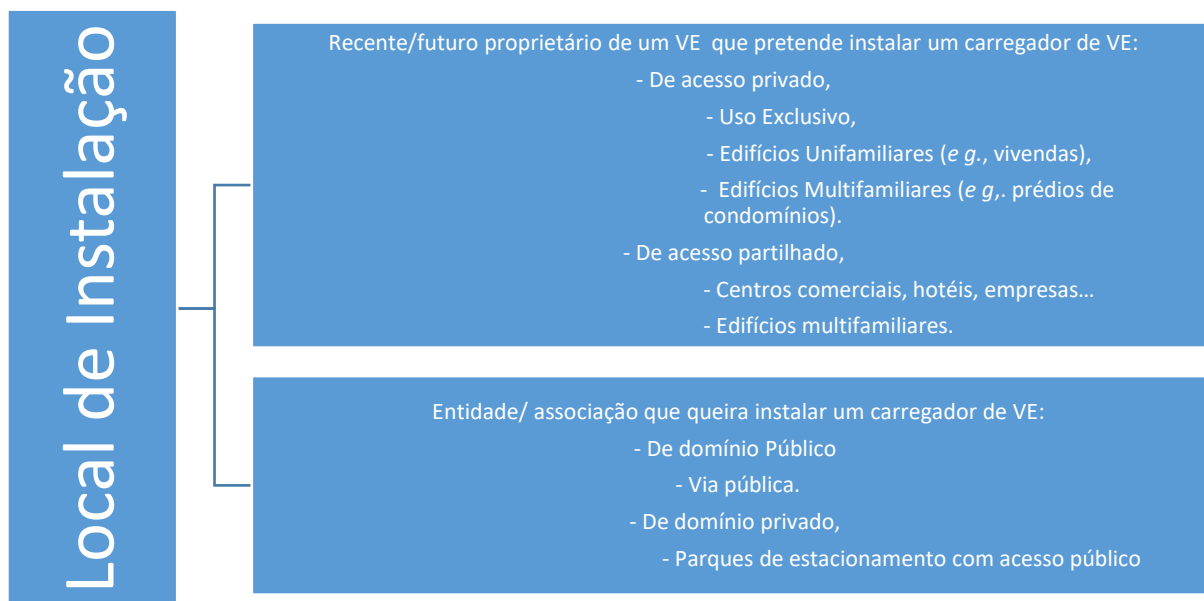 Local de Instalação
Recente/futuro proprietário de um VE que pretende instalar um carregador de VE:
- De acesso privado,
- Uso Exclusivo,
- Edifícios Unifamiliares (e g., vivendas),
- Edifícios Multifamiliares (e g,. prédios de
condomínios).
- De acesso partilhado,
- Centros comerciais, hotéis, empresas...
- Edifícios multifamiliares.
Entidade/ associação que queira instalar um carregador de VE:
- De domínio Público
- Via pública.
- De domínio privado,
- Parques de estacionamento com acesso público